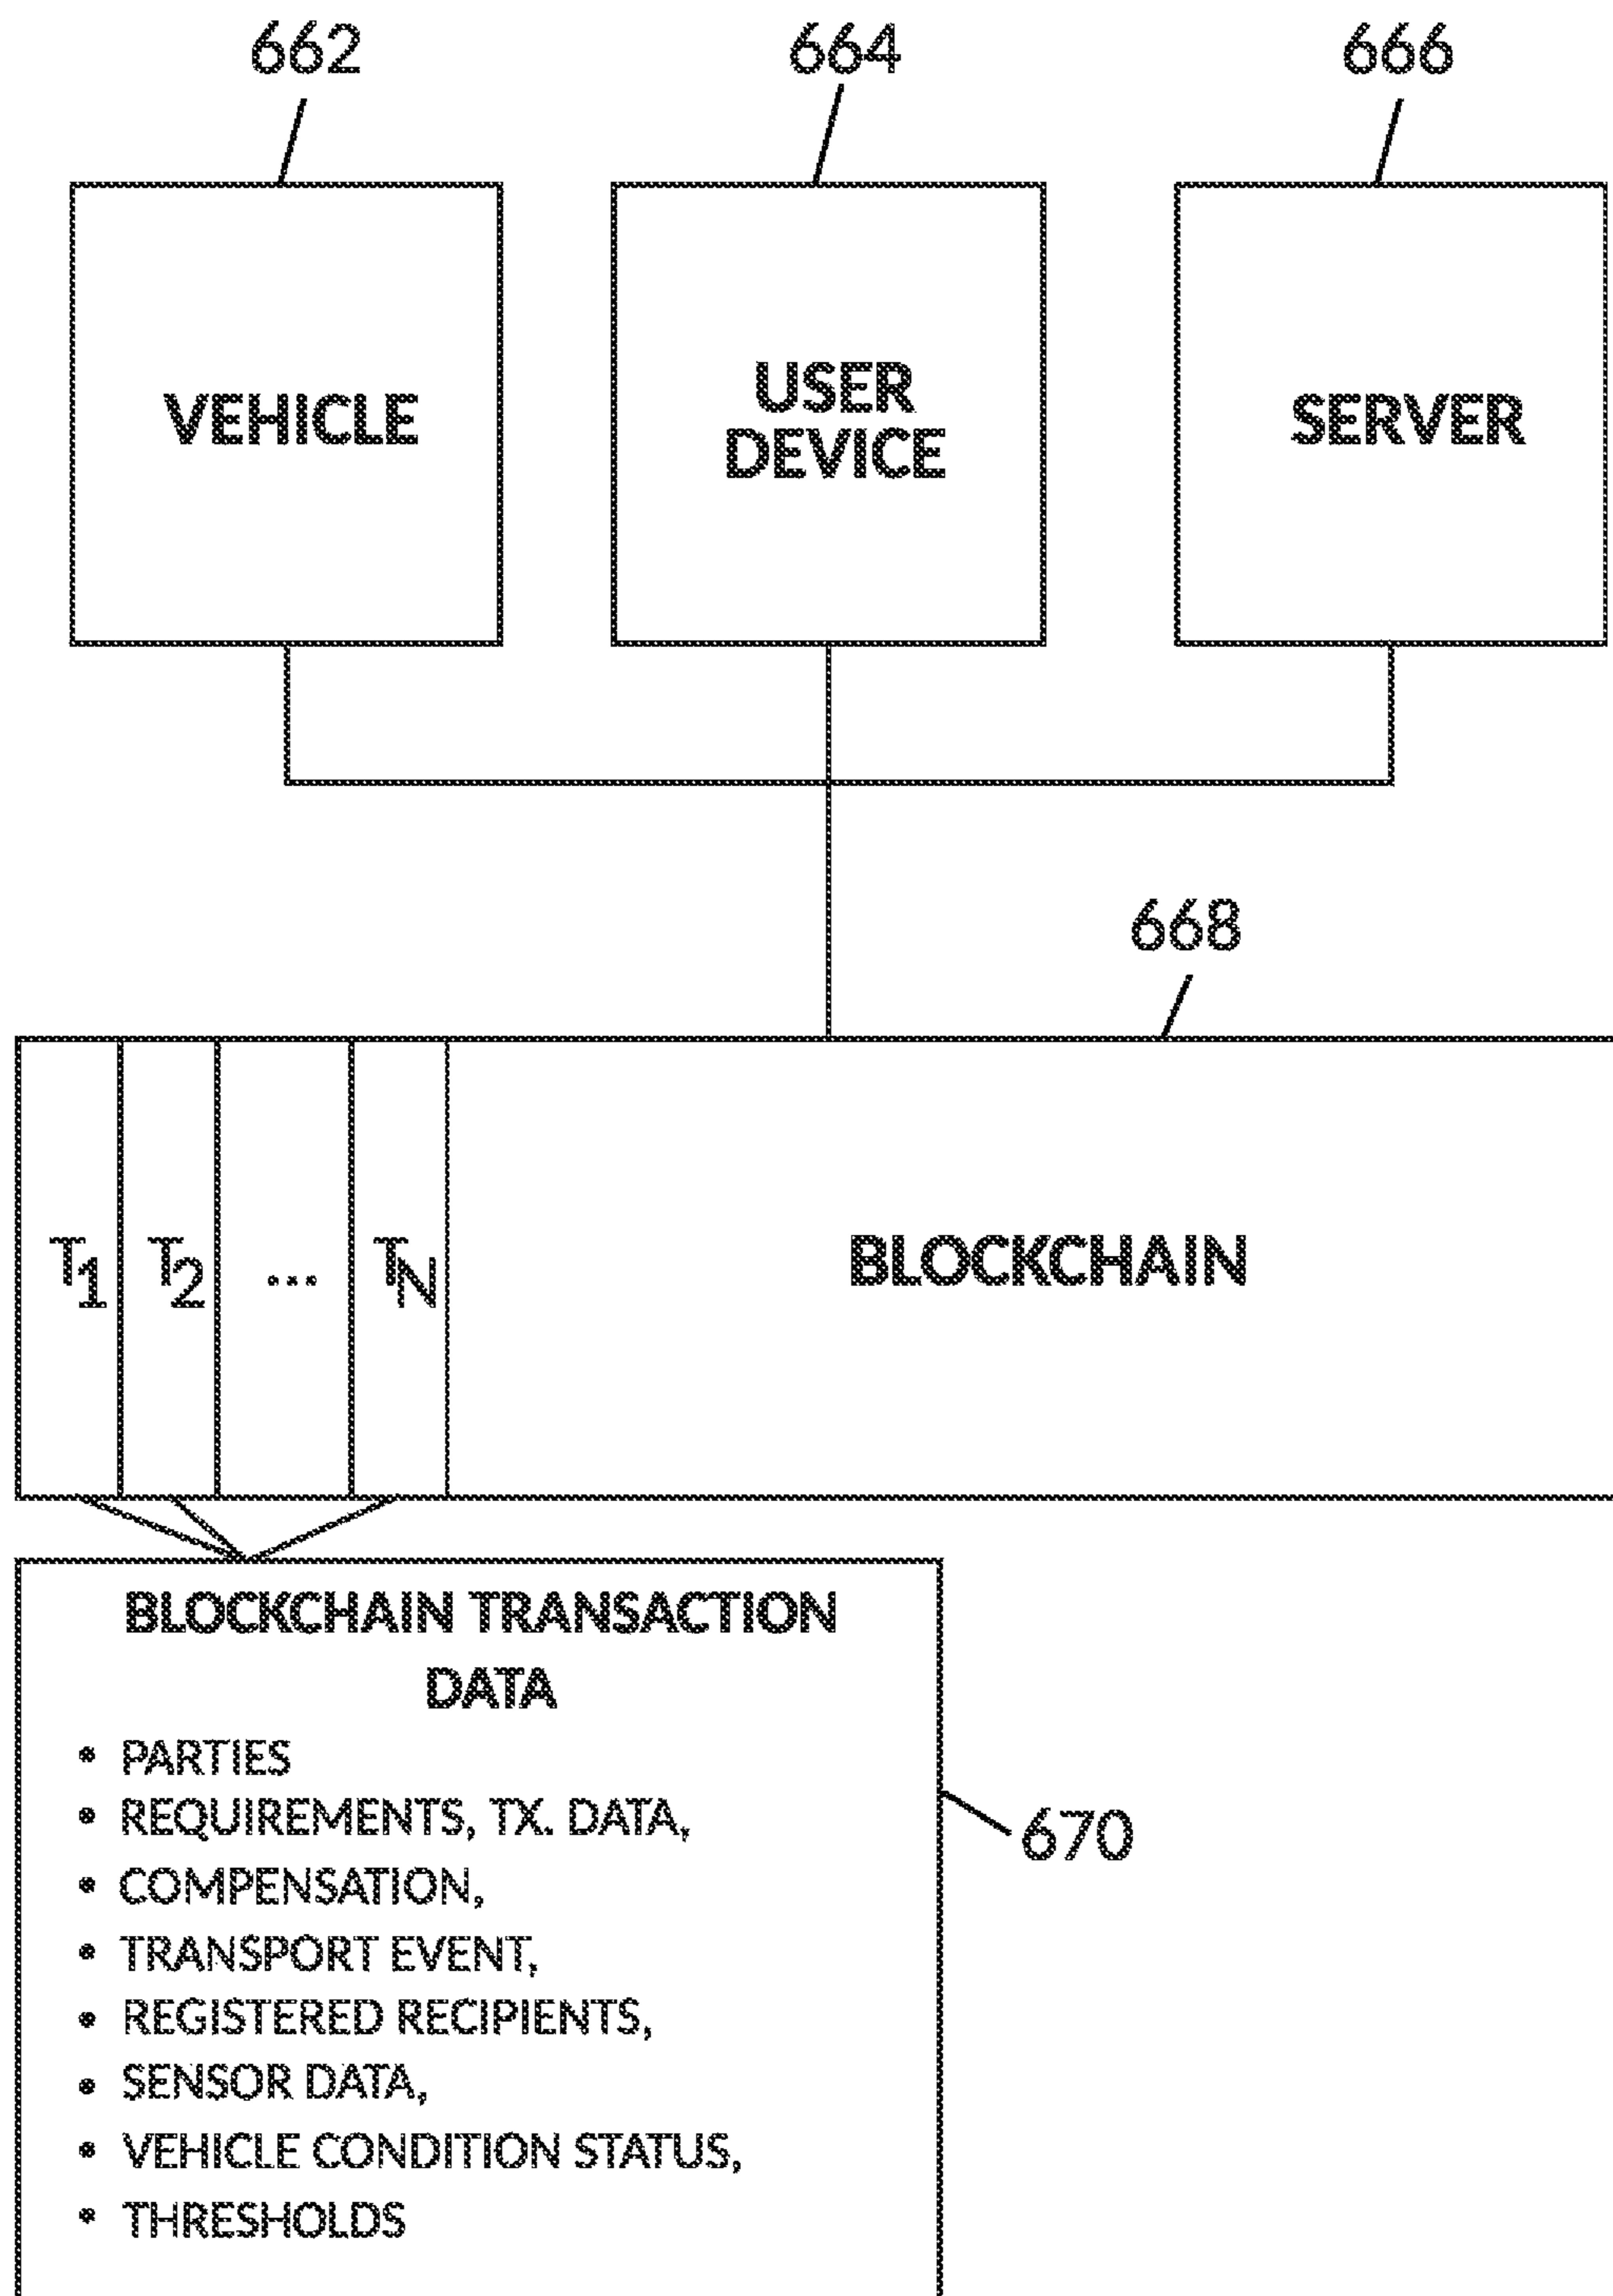 662 664 666
VEHICLE
USER
DEVICE
SERVER
668
T1 T2 ... TN BLOCKCHAIN
BLOCKCHAIN TRANSACTION
DATA
• PARTIES
• REQUIREMENTS, TX. DATA,
• COMPENSATION,
• TRANSPORT EVENT,
• REGISTERED RECIPIENTS,
• SENSOR DATA,
• VEHICLE CONDITION STATUS,
• THRESHOLDS
670